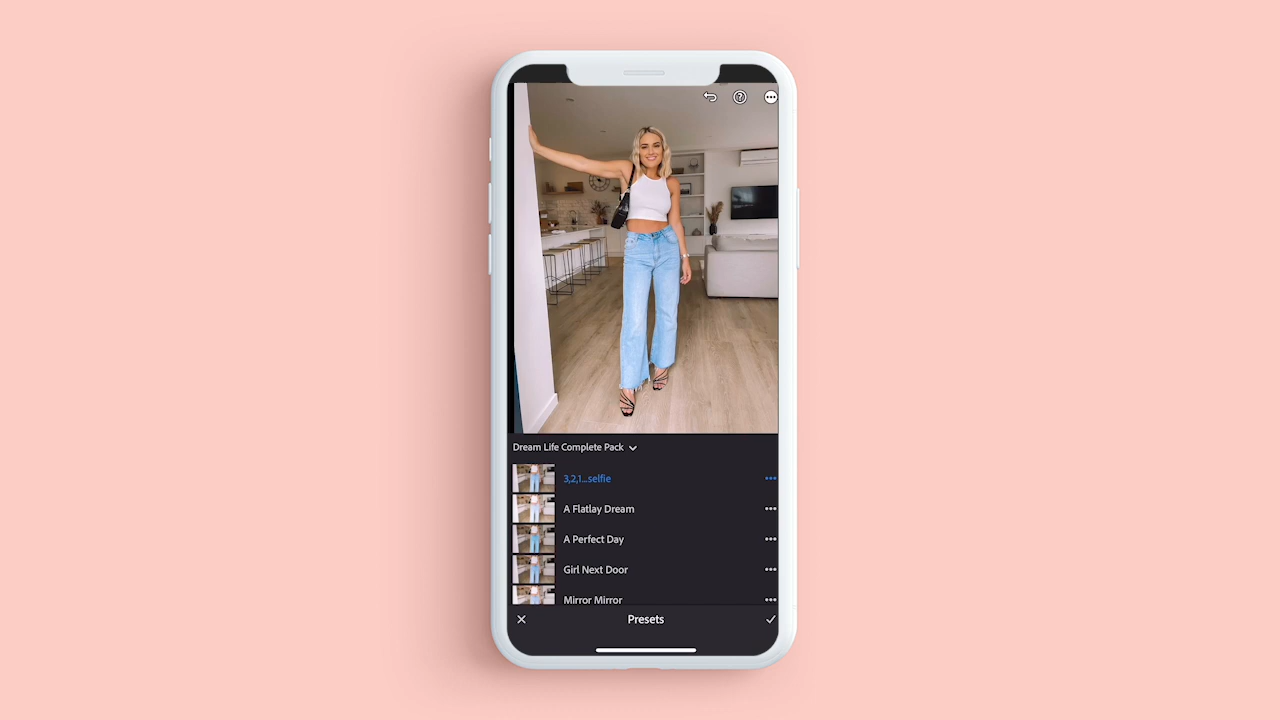 Dream Life Complete Pack
3,2,1...selfie
A Flatlay Dream
A Perfect Day
Girl Next Door
Mirror Mirror
Presets